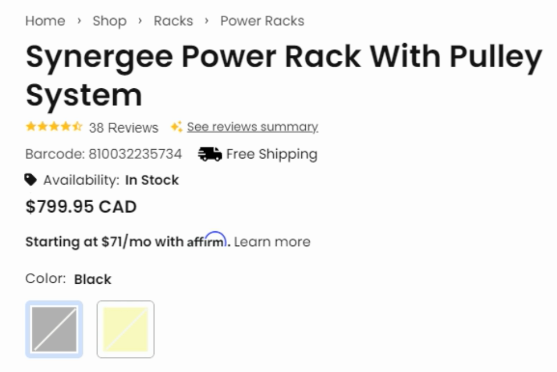 Home › Shop › Racks › Power Racks
Synergee Power Rack With Pulley
System
38 Reviews See reviews summary
Barcode: 810032235734 Free Shipping
Availability: In Stock
$799.95 CAD
Starting at $71/mo with affirm. Learn more
Color: Black